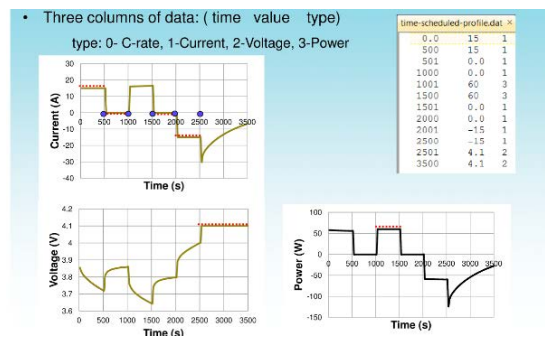 • Three columns of data: ( time value type)
type: 0- C-rate, 1-Current, 2-Voltage, 3-Power
time-scheduled-profile.dat ×
0.0 15 1
500 15 1
501 0.0 1
1000 0.0 1
1001 60 3
1500 60 3
1501 0.0 1
2000 0.0 1
2001 -15 1
2500 -15 1
2501 4.1 2
3500 4.1 2
Current (A)
30
20
10
0
-10
-20
-30
-40
0 500 1000 1500 2000 2500 3000 3500
Time (s)
Voltage (V)
4.2
4.1
4
3.9
3.8
3.7
3.6
0 500 1000 1500 2000 2500 3000 3500
Time (s)
Power (W)
100
50
0
-50
-100
-150
0 500 1000 1500 2000 2500 3000 3500
Time (s)